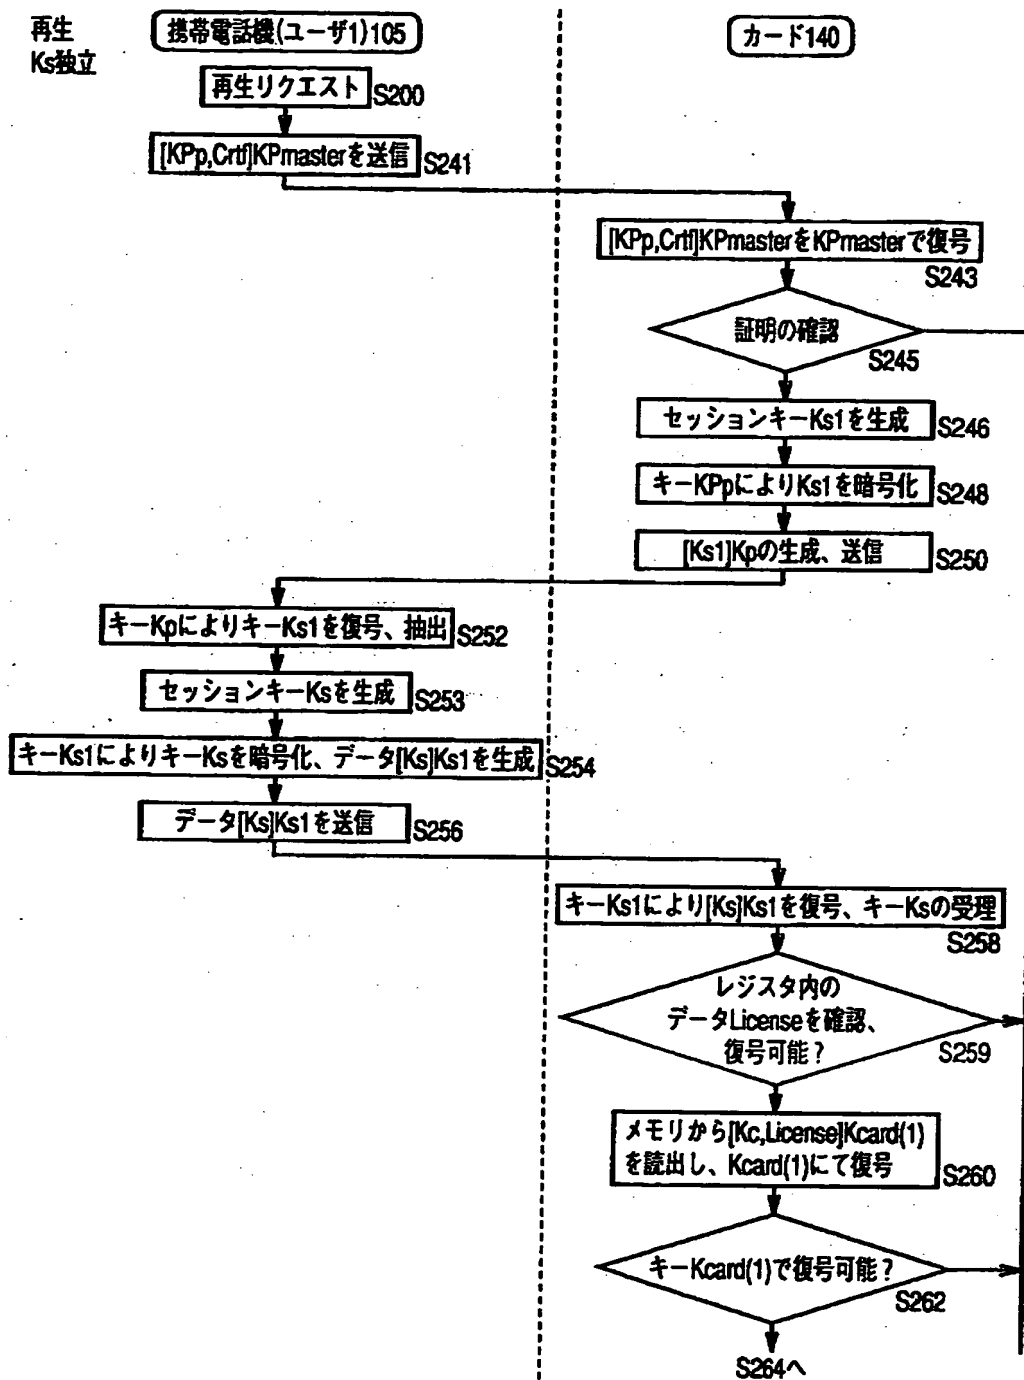 再生
Ks独立
携帯電話機(ユーザ1)105
カード140
再生リクエスト
S200
[KPp,Crtf]KPmasterを送信
S241
[KPp,Crtf]KPmasterをKPmasterで復号
S243
証明の確認
S245
セッションキーKs1を生成
S246
キーKPpによりKs1を暗号化
S248
[Ks1]Kpの生成、送信
S250
キーKpによりキーKs1を復号、抽出
S252
セッションキーKsを生成
S253
キーKs1によりキーKsを暗号化、データ[Ks]Ks1を生成
S254
データ[Ks]Ks1を送信
S256
キーKs1により[Ks]Ks1を復号、キーKsの受理
S258
レジスタ内の
データLicenseを確認、
復号可能?
S259
メモリから[Kc,License]Kcard(1)
を読出し、Kcard(1)にて復号
S260
キーKcard(1)で復号可能?
S262
S264へ